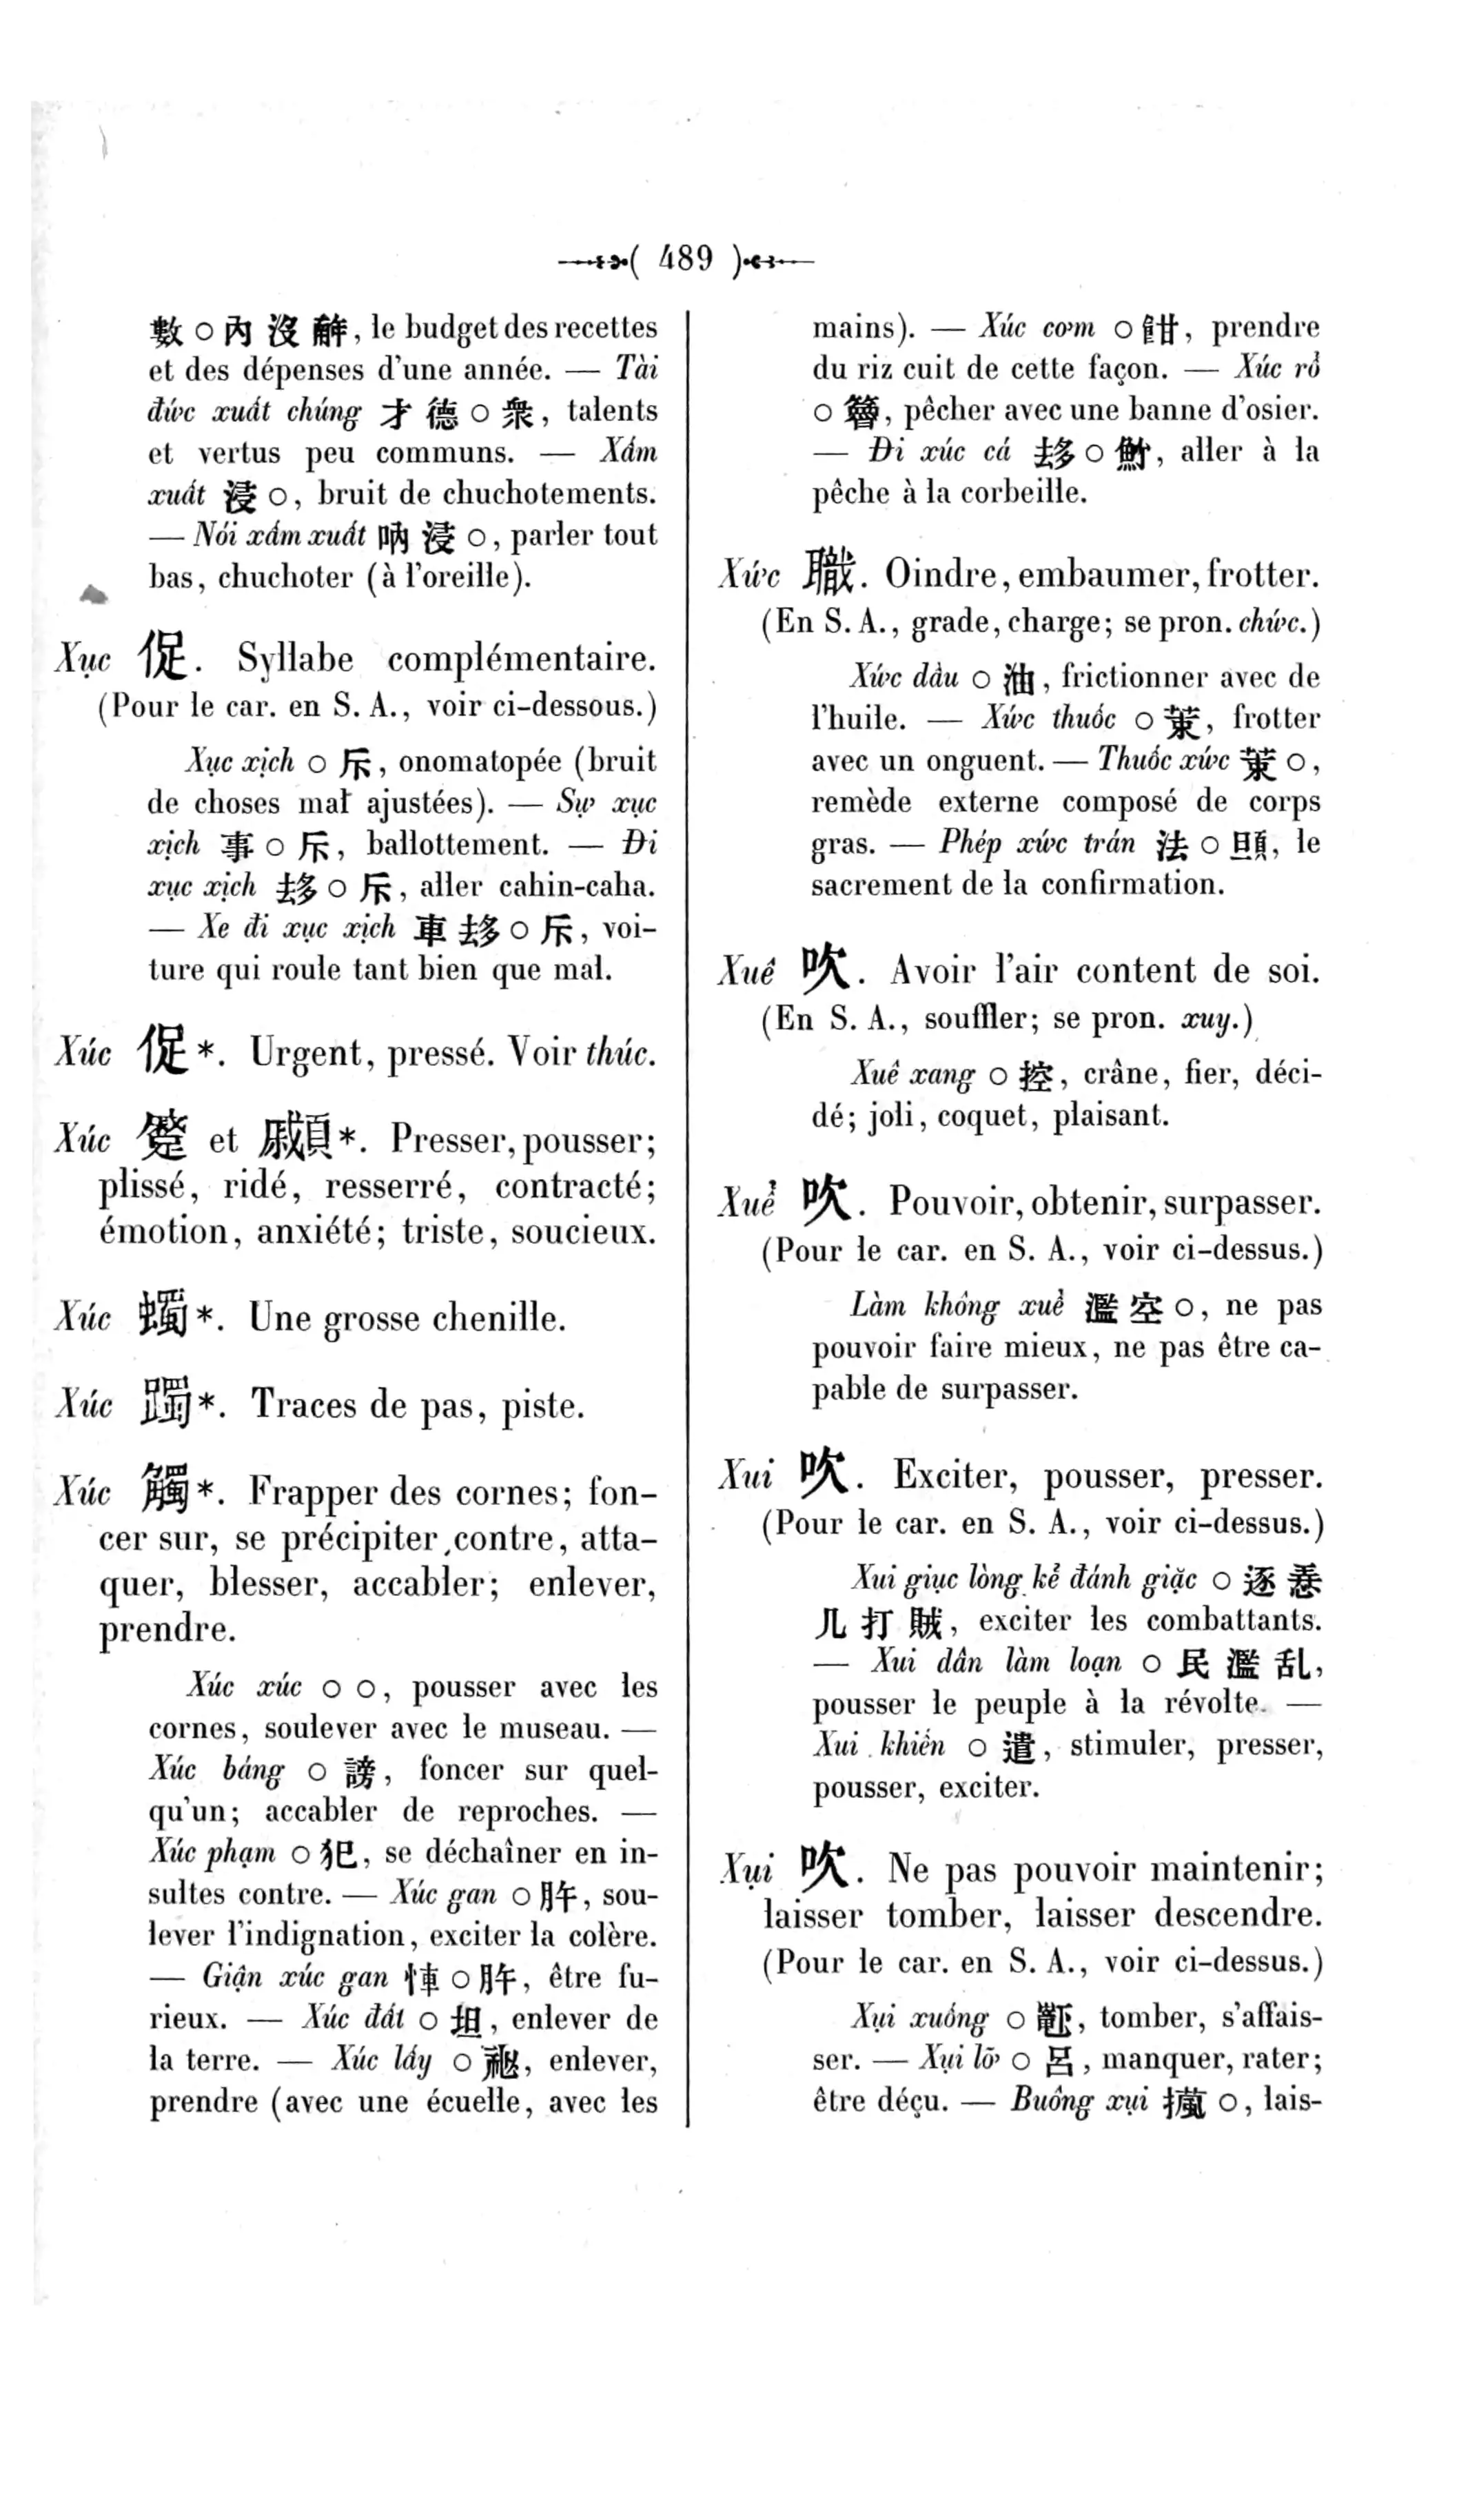 ( 489 )
數 ○ 內 沒 𢆥, le budget des recettes
et des dépenses d'une année. — Tài
đức xuất chúng 才 德 ○ 衆, talents
et vertus peu communs. — Xầm
xuất 浸 ○, bruit de chuchotements.
— Nói xầm xuất 吶 浸 ○, parler tout
bas, chuchoter (à l'oreille).
Xục 促. Syllabe complémentaire.
(Pour le car. en S. A., voir ci-dessous.)
Xục xịch ○ 斥, onomatopée (bruit
de choses mal ajustées). — Sự xục
xịch 事 ○ 斥, ballottement. — Đi
xục xịch 𠫾 ○ 斥, aller cahin-caha.
— Xe đi xục xịch 車 𠫾 ○ 斥, voi-
ture qui roule tant bien que mal.
Xúc 促*. Urgent, pressé. Voir thúc.
Xúc et 顣*. Presser, pousser;
plissé, ridé, resserré, contracté;
émotion, anxiété; triste, soucieux.
Xúc 蠋*. Une grosse chenille.
Xúc 躅*. Traces de pas, piste.
Xúc 觸*. Frapper des cornes; fon-
cer sur, se précipiter contre, atta-
quer, blesser, accabler; enlever,
prendre.
Xúc xúc ○ ○, pousser avec les
cornes, soulever avec le museau. —
Xúc báng ○ 謗, foncer sur quel-
qu'un; accabler de reproches. —
Xúc phạm ○ 犯, se déchaîner en in-
sultes contre. — Xúc gan ○ 肝, sou-
lever l'indignation, exciter la colère.
— Giận xúc gan ○ 肝, être fu-
rieux. — Xúc đất ○ 坦, enlever de
la terre. — Xúc lấy ○, enlever,
prendre (avec une écuelle, avec les
mains). — Xúc cơm ○ 𩚵, prendre
du riz cuit de cette façon. — Xúc rổ
○, pêcher avec une banne d'osier.
— Đi xúc cá 𠫾 ○, aller à la
pêche à la corbeille.
Xức 職. Oindre, embaumer, frotter.
(En S. A., grade, charge; se pron. chức.)
Xức dầu ○ 油, frictionner avec de
l'huile. — Xức thuốc ○ 葉, frotter
avec un onguent. — Thuốc xức ○,
remède externe composé de corps
gras. — Phép xức trán 法 ○, le
sacrement de la confirmation.
Xuê 吹. Avoir l'air content de soi.
(En S. A., souffler; se pron. xuy.)
Xuê xang ○ 控, crâne, fier, déci-
dé; joli, coquet, plaisant.
Xuể 吹. Pouvoir, obtenir, surpasser.
(Pour le car. en S. A., voir ci-dessus.)
Làm không xuể 濫 空 ○, ne pas
pouvoir faire mieux, ne pas être ca-
pable de surpasser.
Xui 吹. Exciter, pousser, presser.
(Pour le car. en S. A., voir ci-dessus.)
Xui giục lòng kẻ đánh giặc ○ 逐
几 打 賊, exciter les combattants.
— Xui dân làm loạn ○ 民 濫 乱,
pousser le peuple à la révolte. —
Xui khiến ○ 遣, stimuler, presser,
pousser, exciter.
Xụi 吹. Ne pas pouvoir maintenir;
laisser tomber, laisser descendre.
(Pour le car. en S. A., voir ci-dessus.)
Xụi xuống ○, tomber, s'affais-
ser. — Xụi lỡ ○ 呂, manquer, rater;
être déçu. — Buông xụi ○, lais-